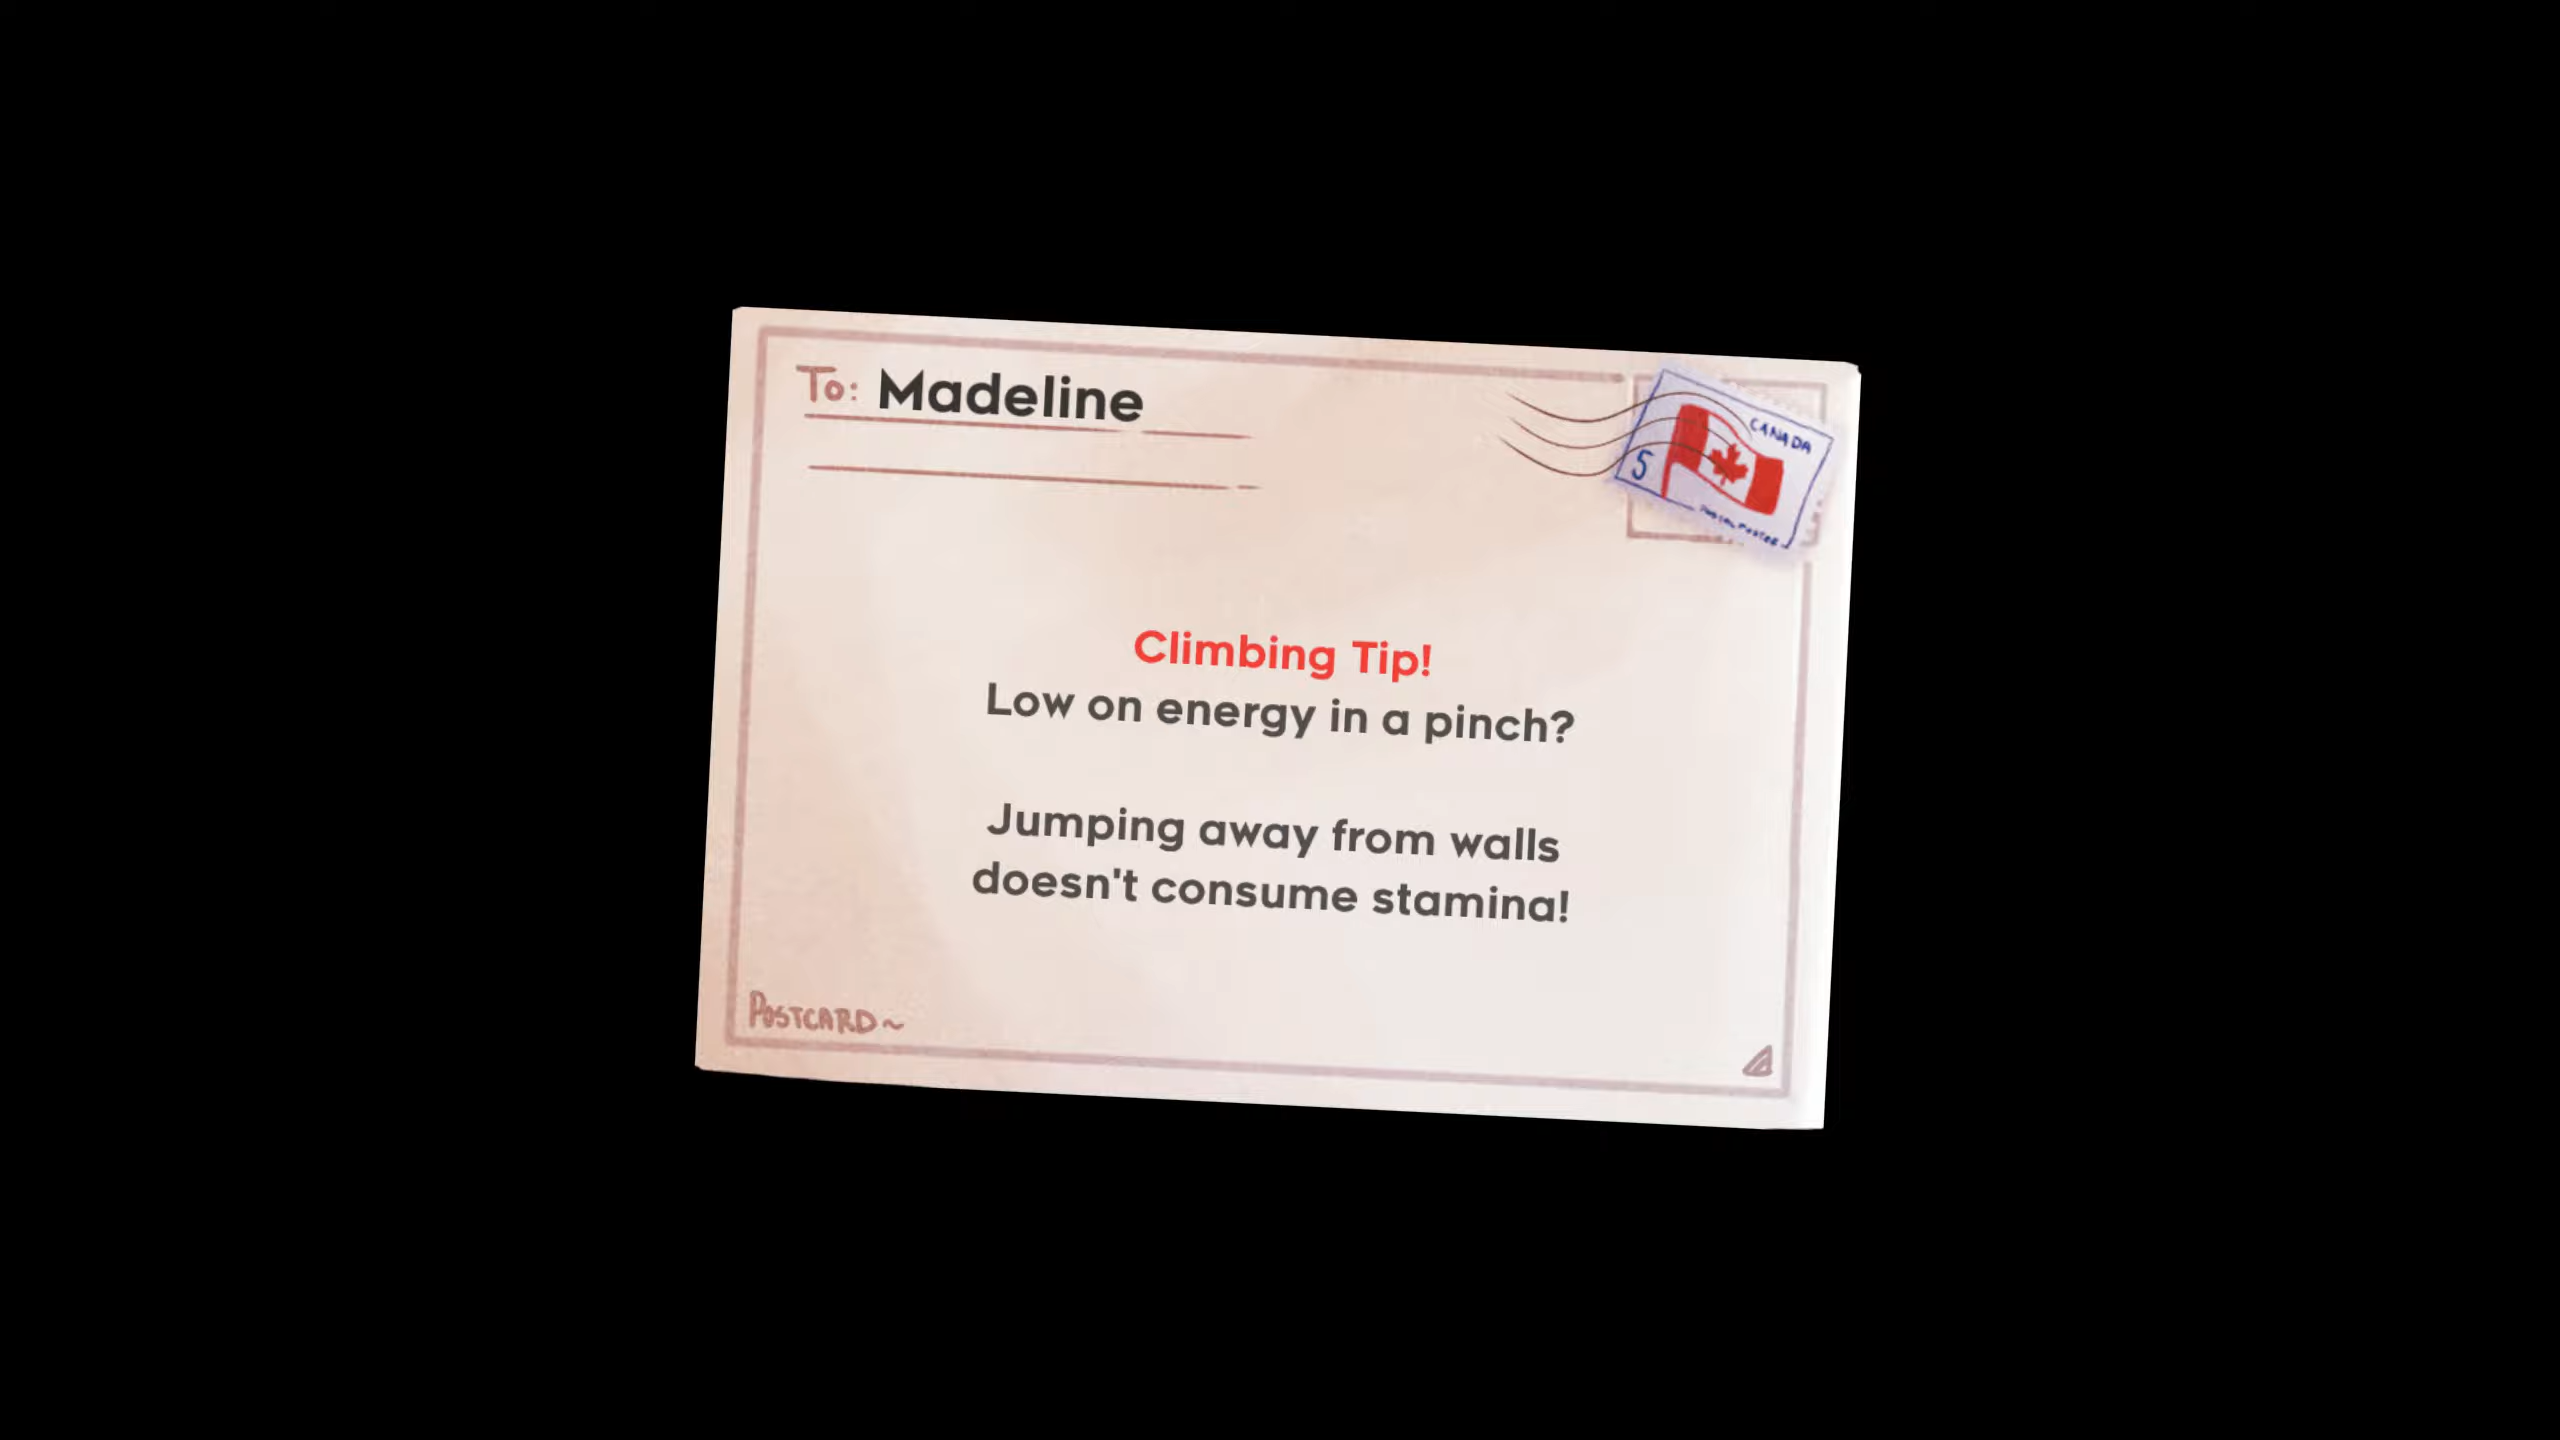 To: Madeline
CANADA
5
Climbing Tip!
Low on energy in a pinch?
Jumping away from walls
doesn't consume stamina!
POSTCARD~